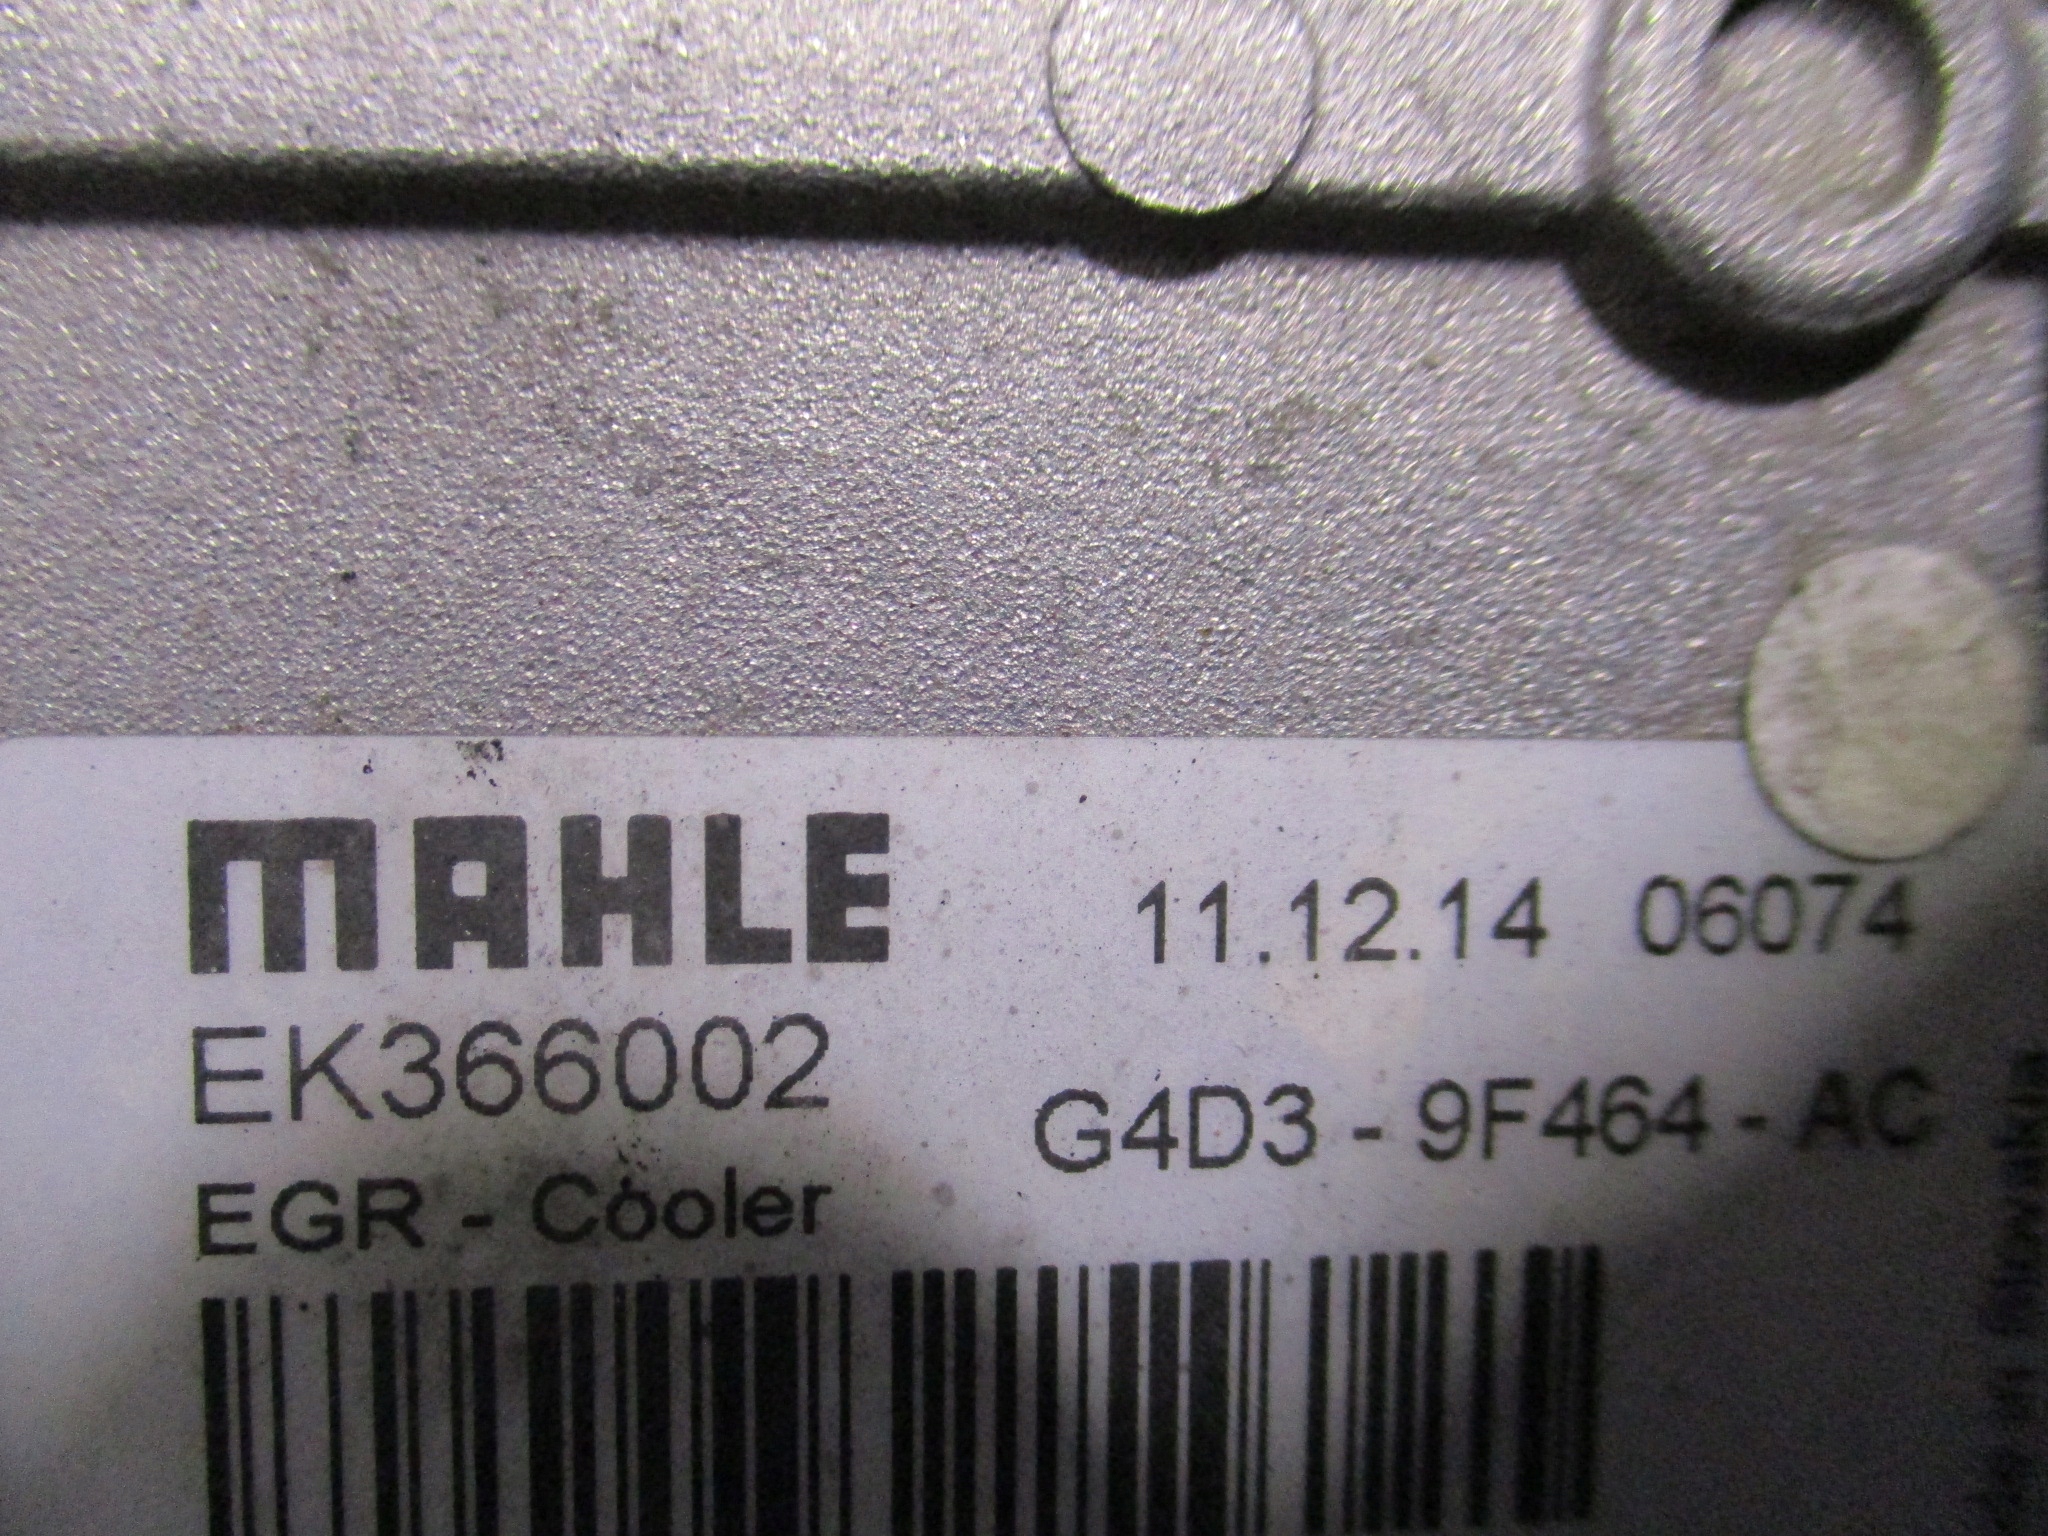 MAHLE 11.12.14 06074
EK366002
G4D3 - 9F464 - AC
EGR - Cooler